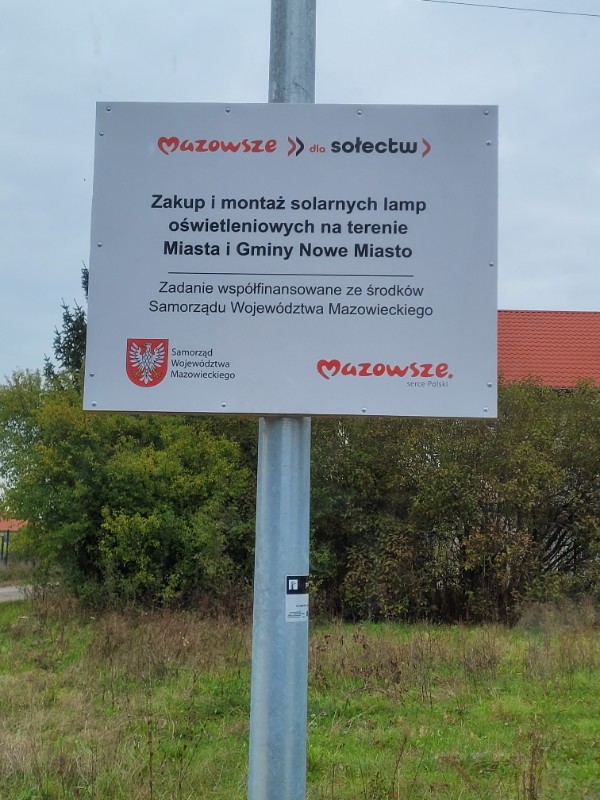 mazowsze dla sołectw
Zakup i montaż solarnych lamp
oświetleniowych na terenie
Miasta i Gminy Nowe Miasto
Zadanie współfinansowane ze środków
Samorządu Województwa Mazowieckiego
Samorząd
Województwa
Mazowieckiego
mazowsze.
serce Polski